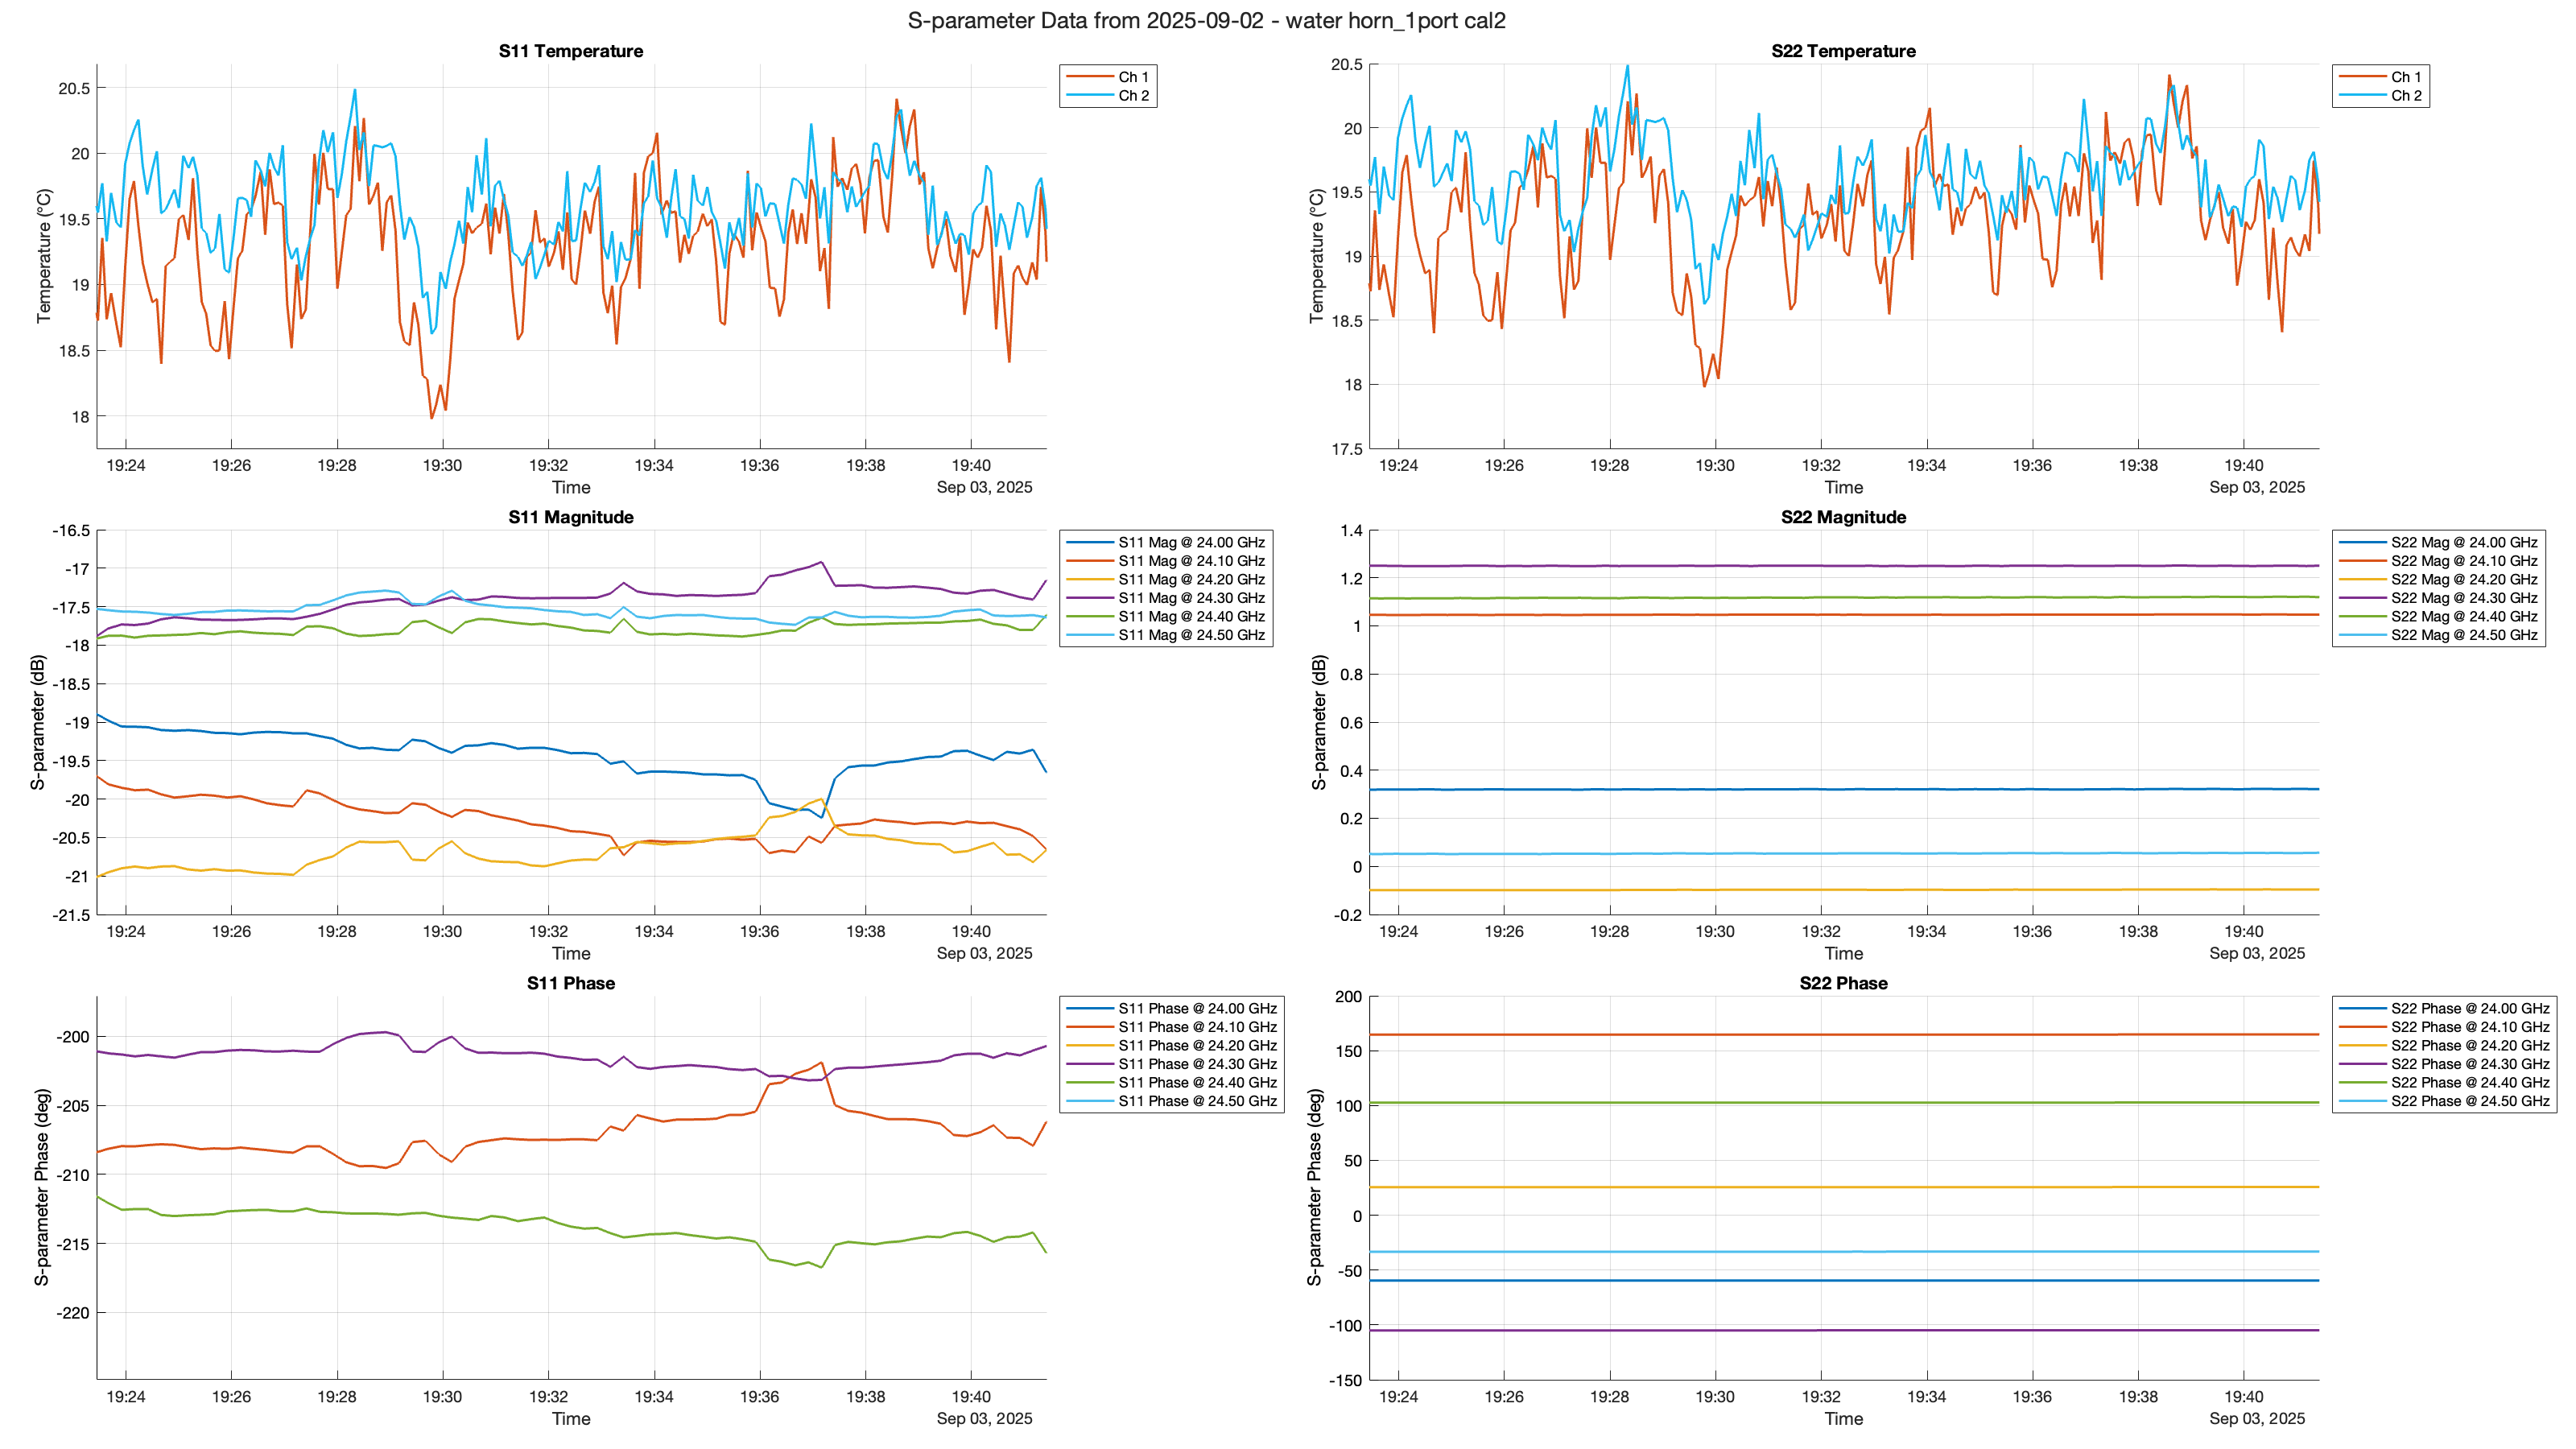 S-parameter Data from 2025-09-02 - water horn_1port cal2
S11 Temperature
Temperature (°C)
20.5
20
19.5
19
18.5
18
19:24 19:26 19:28 19:30 19:32 19:34 19:36 19:38 19:40
Time
Sep 03, 2025
Ch 1
Ch 2
S22 Temperature
Temperature (°C)
20.5
20
19.5
19
18.5
18
17.5
19:24 19:26 19:28 19:30 19:32 19:34 19:36 19:38 19:40
Time
Sep 03, 2025
Ch 1
Ch 2
S11 Magnitude
S-parameter (dB)
-16.5
-17
-17.5
-18
-18.5
-19
-19.5
-20
-20.5
-21
-21.5
19:24 19:26 19:28 19:30 19:32 19:34 19:36 19:38 19:40
Time
Sep 03, 2025
S11 Mag @ 24.00 GHz
S11 Mag @ 24.10 GHz
S11 Mag @ 24.20 GHz
S11 Mag @ 24.30 GHz
S11 Mag @ 24.40 GHz
S11 Mag @ 24.50 GHz
S22 Magnitude
S-parameter (dB)
1.4
1.2
1
0.8
0.6
0.4
0.2
0
-0.2
19:24 19:26 19:28 19:30 19:32 19:34 19:36 19:38 19:40
Time
Sep 03, 2025
S22 Mag @ 24.00 GHz
S22 Mag @ 24.10 GHz
S22 Mag @ 24.20 GHz
S22 Mag @ 24.30 GHz
S22 Mag @ 24.40 GHz
S22 Mag @ 24.50 GHz
S11 Phase
S-parameter Phase (deg)
-200
-205
-210
-215
-220
19:24 19:26 19:28 19:30 19:32 19:34 19:36 19:38 19:40
Time
Sep 03, 2025
S11 Phase @ 24.00 GHz
S11 Phase @ 24.10 GHz
S11 Phase @ 24.20 GHz
S11 Phase @ 24.30 GHz
S11 Phase @ 24.40 GHz
S11 Phase @ 24.50 GHz
S22 Phase
S-parameter Phase (deg)
200
150
100
50
0
-50
-100
-150
19:24 19:26 19:28 19:30 19:32 19:34 19:36 19:38 19:40
Time
Sep 03, 2025
S22 Phase @ 24.00 GHz
S22 Phase @ 24.10 GHz
S22 Phase @ 24.20 GHz
S22 Phase @ 24.30 GHz
S22 Phase @ 24.40 GHz
S22 Phase @ 24.50 GHz